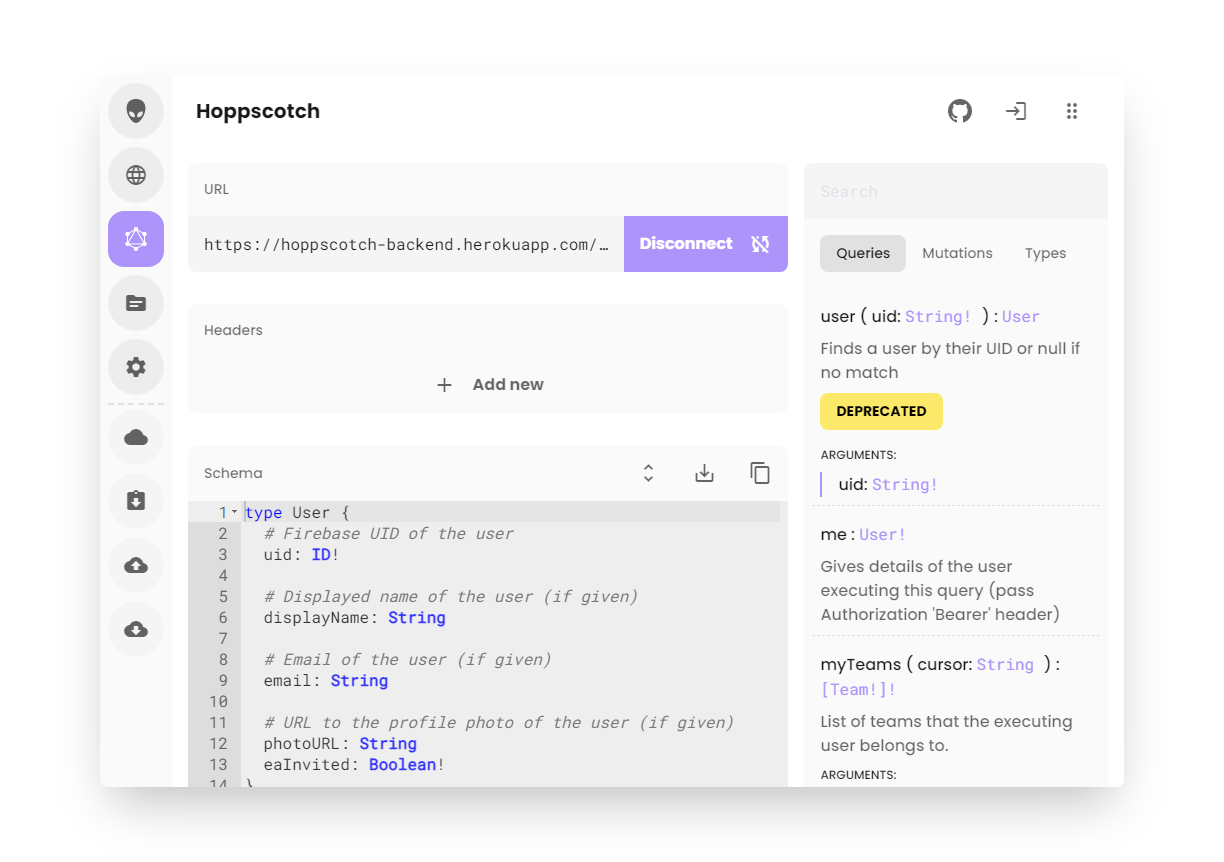 Hoppscotch
URL
https://hoppscotch-backend.herokuapp.com/…
Disconnect
Headers
Add new
Schema
1 type User {
2 # Firebase UID of the user
3 uid: ID!
4
5 # Displayed name of the user (if given)
6 displayName: String
7
8 # Email of the user (if given)
9 email: String
10
11 # URL to the profile photo of the user (if given)
12 photoURL: String
13 eaInvited: Boolean!
14 }
Search
Queries Mutations Types
user ( uid: String! ) : User
Finds a user by their UID or null if
no match
DEPRECATED
ARGUMENTS:
uid: String!
me : User!
Gives details of the user
executing this query (pass
Authorization 'Bearer' header)
myTeams ( cursor: String ) :
[Team!]!
List of teams that the executing
user belongs to.
ARGUMENTS: